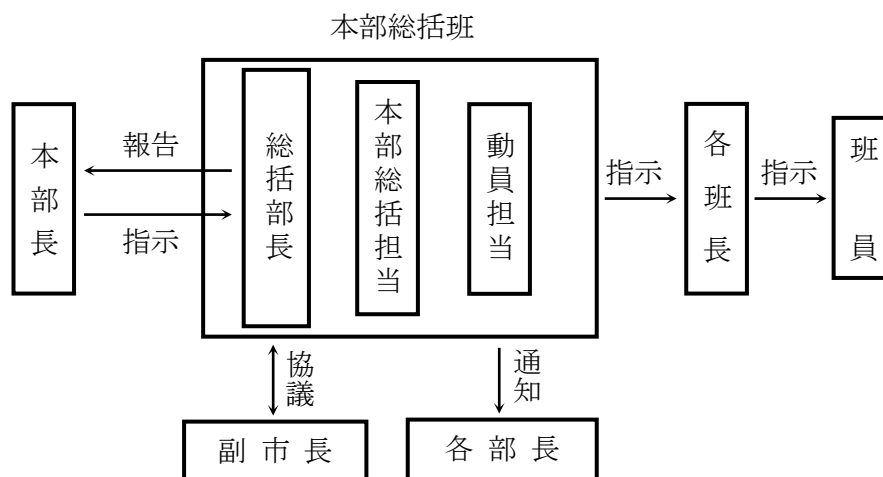 本部総括班
本部長
報告
指示
総括部長
本部総括担当
動員担当
指示
各班長
指示
班員
協議
通知
副市長
各部長